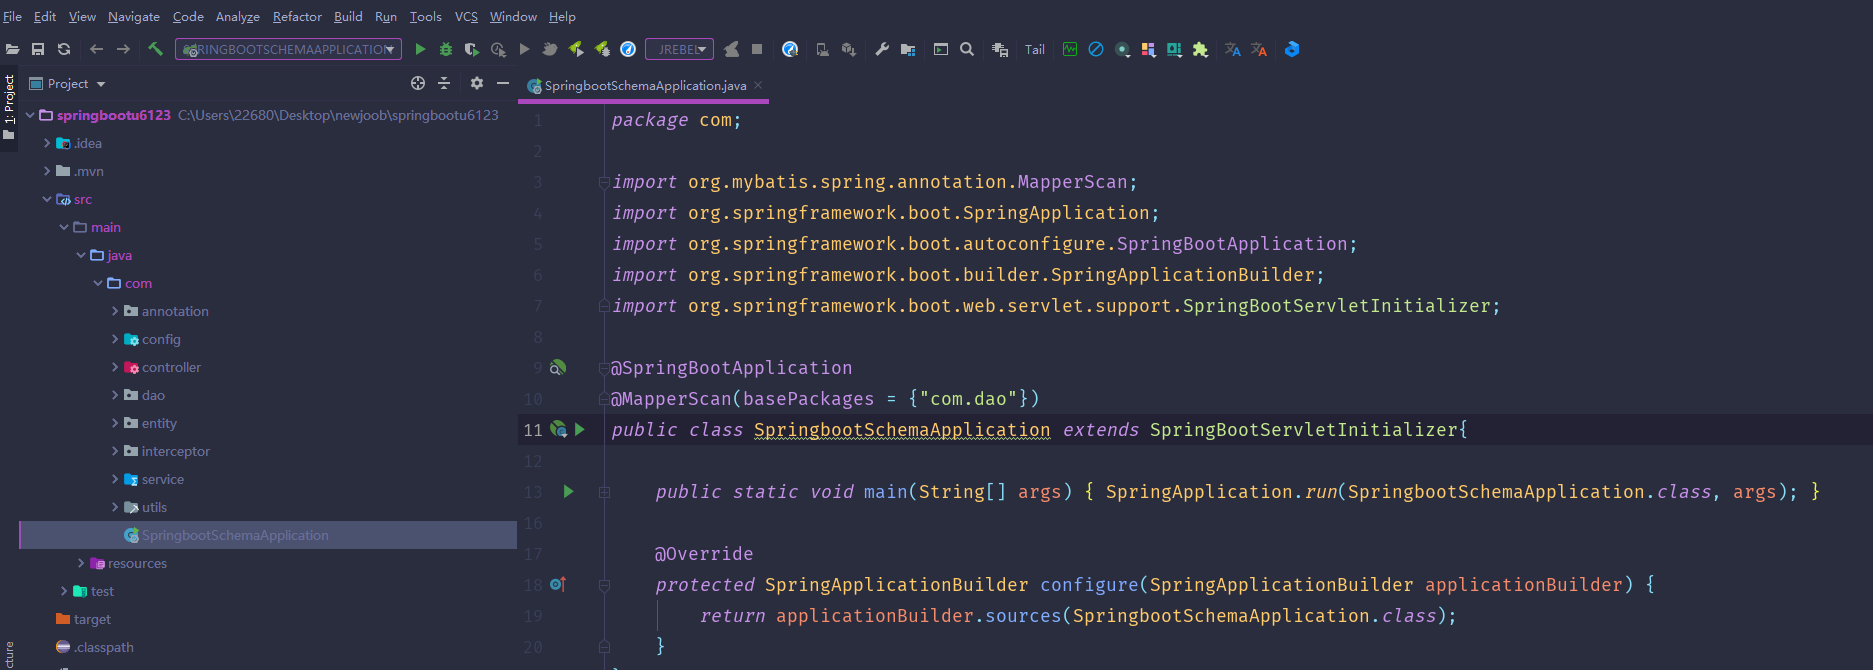 File Edit View Navigate Code Analyze Refactor Build Run Tools VCS Window Help
SPRINGBOOTSCHEMAAPPLICATION JREBEL Tail
1: Project
Project
SpringbootSchemaApplication.java
springbootu6123 C:\Users\22680\Desktop\newjoob\springbootu6123
.idea
.mvn
src
main
java
com
annotation
config
controller
dao
entity
interceptor
service
utils
SpringbootSchemaApplication
resources
test
target
.classpath
1 package com;
2
3 import org.mybatis.spring.annotation.MapperScan;
4 import org.springframework.boot.SpringApplication;
5 import org.springframework.boot.autoconfigure.SpringBootApplication;
6 import org.springframework.boot.builder.SpringApplicationBuilder;
7 import org.springframework.boot.web.servlet.support.SpringBootServletInitializer;
8
9 @SpringBootApplication
10 @MapperScan(basePackages = {"com.dao"})
11 public class SpringbootSchemaApplication extends SpringBootServletInitializer{
12
13 public static void main(String[] args) { SpringApplication.run(SpringbootSchemaApplication.class, args); }
16
17 @Override
18 protected SpringApplicationBuilder configure(SpringApplicationBuilder applicationBuilder) {
19 return applicationBuilder.sources(SpringbootSchemaApplication.class);
20 }